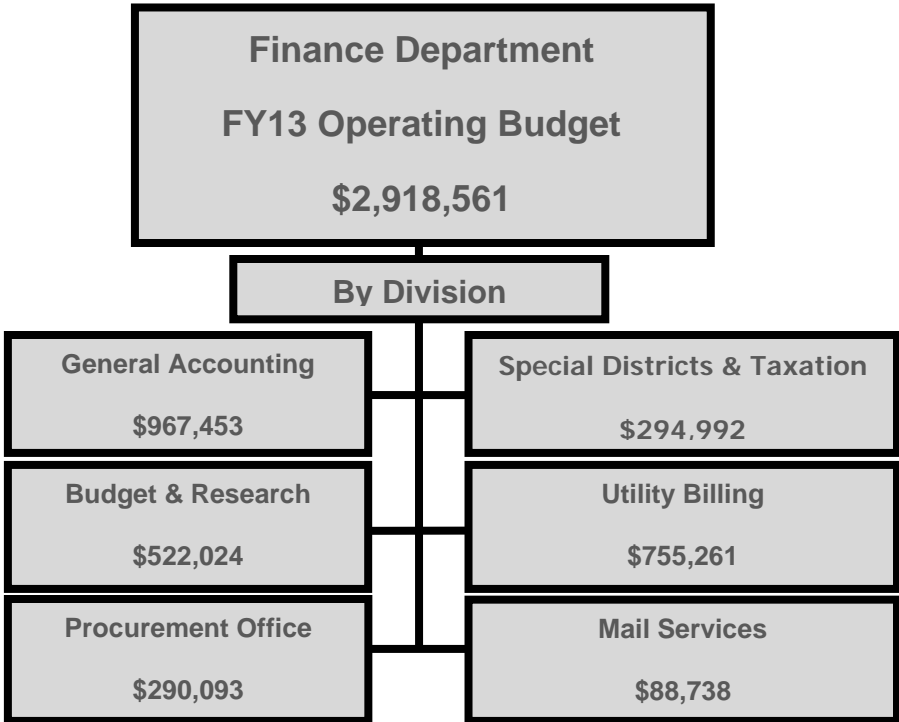 Finance Department
FY13 Operating Budget
$2,918,561
By Division
General Accounting
$967,453
Special Districts & Taxation
$294,992
Budget & Research
$522,024
Utility Billing
$755,261
Procurement Office
$290,093
Mail Services
$88,738